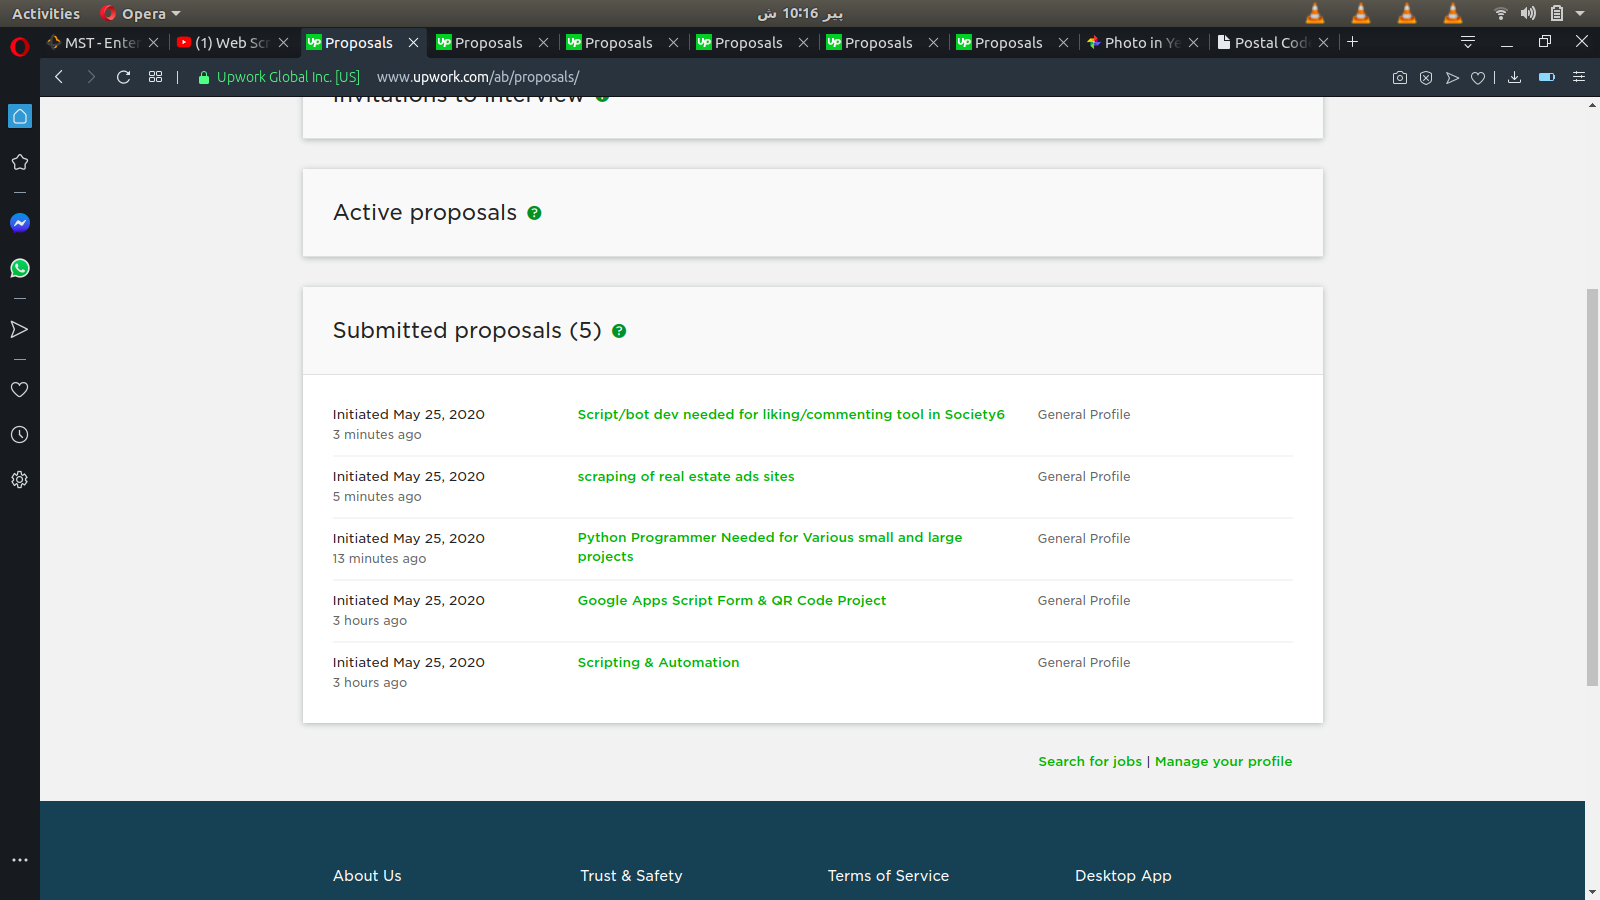 Activities Opera پیر 10:16 ش
MST - Enter (1) Web Scr Proposals Proposals Proposals Proposals Proposals Proposals Photo in Ye Postal Cod
Upwork Global Inc. [US] www.upwork.com/ab/proposals/
Invitations to interview ?
Active proposals ?
Submitted proposals (5) ?
Initiated May 25, 2020 Script/bot dev needed for liking/commenting tool in Society6 General Profile
3 minutes ago
Initiated May 25, 2020 scraping of real estate ads sites General Profile
5 minutes ago
Initiated May 25, 2020 Python Programmer Needed for Various small and large General Profile
13 minutes ago projects
Initiated May 25, 2020 Google Apps Script Form & QR Code Project General Profile
3 hours ago
Initiated May 25, 2020 Scripting & Automation General Profile
3 hours ago
Search for jobs | Manage your profile
About Us Trust & Safety Terms of Service Desktop App